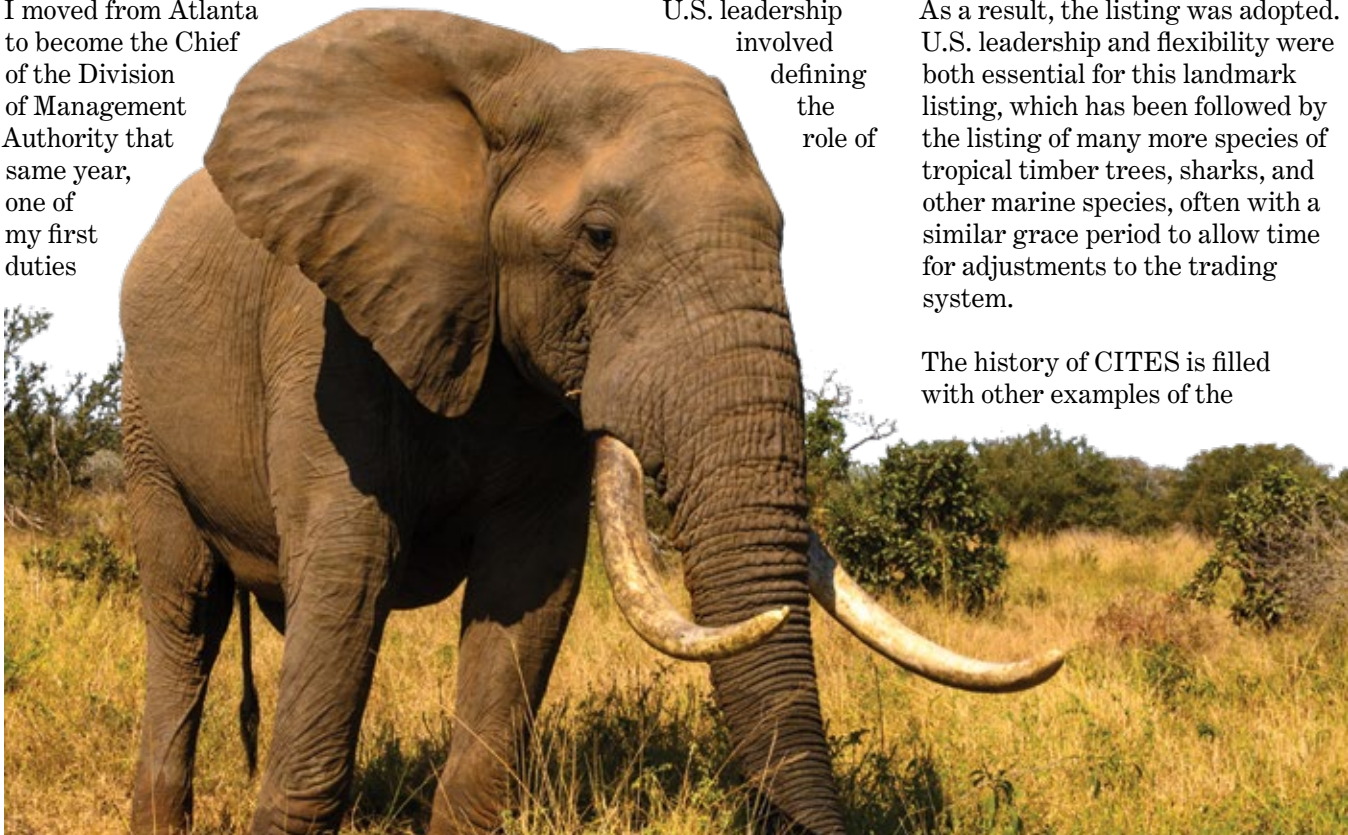 I moved from Atlanta
to become the Chief
of the Division
of Management
Authority that
same year,
one of
my first
duties
U.S. leadership
involved
defining
the
role of
As a result, the listing was adopted.
U.S. leadership and flexibility were
both essential for this landmark
listing, which has been followed by
the listing of many more species of
tropical timber trees, sharks, and
other marine species, often with a
similar grace period to allow time
for adjustments to the trading
system.
The history of CITES is filled
with other examples of the